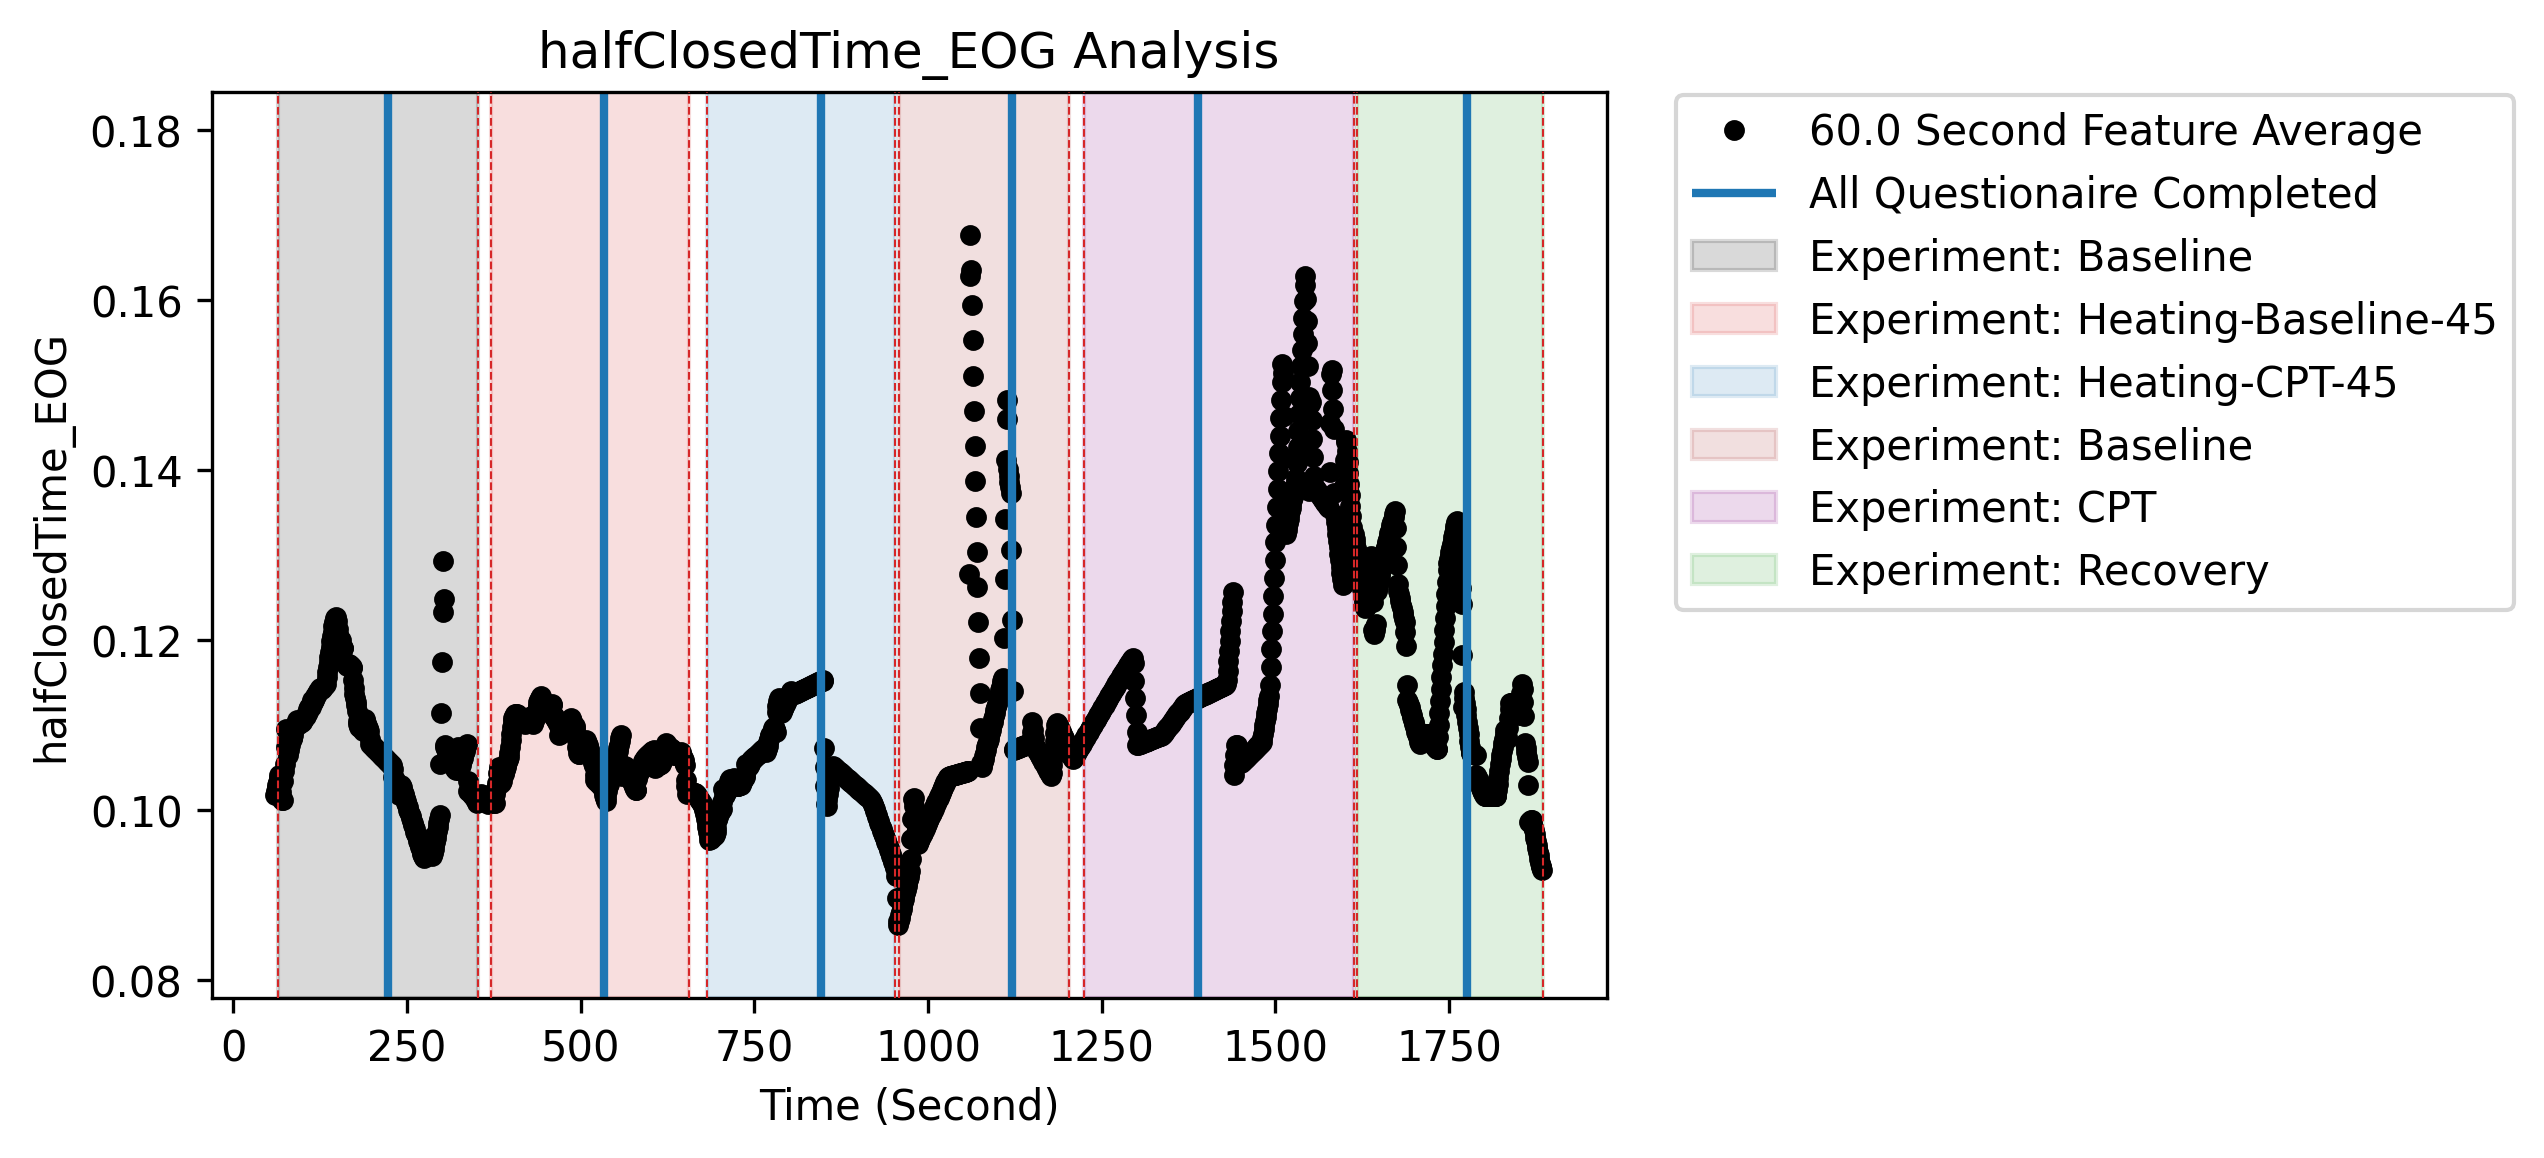 halfClosedTime_EOG Analysis
halfClosedTime_EOG
0.18
0.16
0.14
0.12
0.10
0.08
0 250 500 750 1000 1250 1500 1750
Time (Second)
60.0 Second Feature Average
All Questionaire Completed
Experiment: Baseline
Experiment: Heating-Baseline-45
Experiment: Heating-CPT-45
Experiment: Baseline
Experiment: CPT
Experiment: Recovery